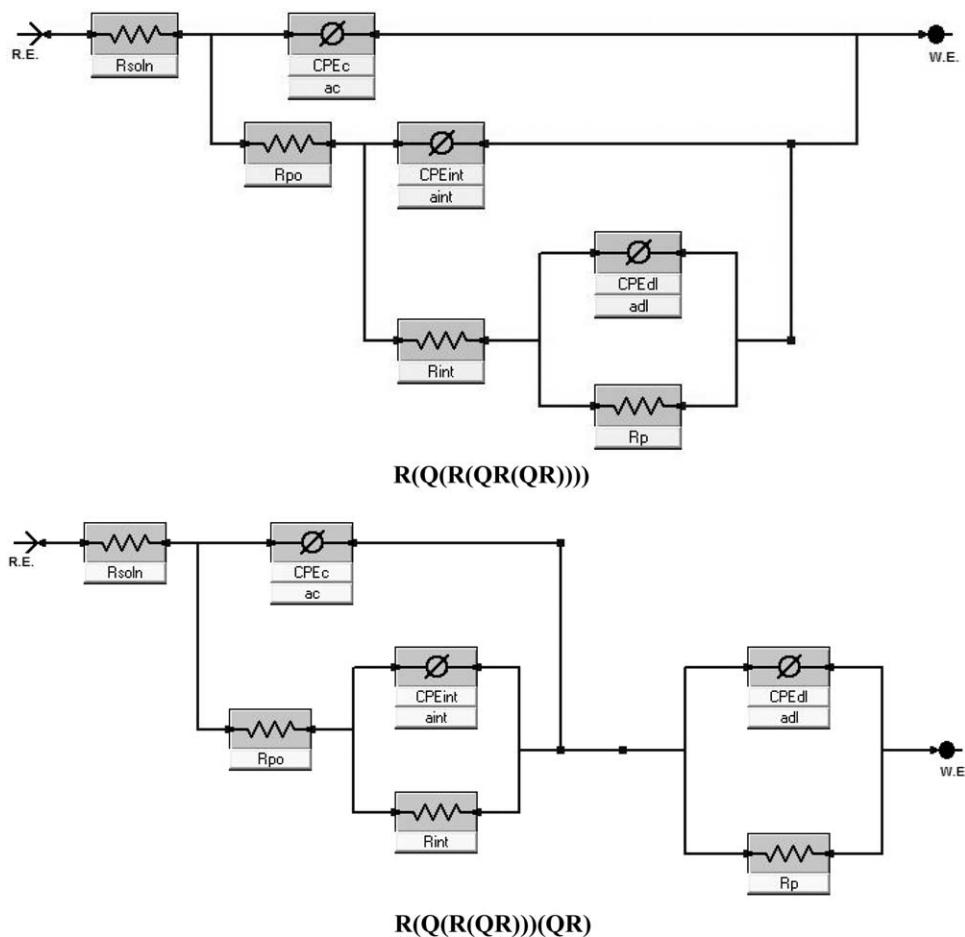 R.E.
Rsoln
CPEc
ac
W.E.
Rpo
CPEint
aint
CPEdl
adl
Rint
Rp
R(Q(R(QR(QR))))
R.E.
Rsoln
CPEc
ac
CPEint
aint
CPEdl
adl
Rpo
W.E
Rint
Rp
R(Q(R(QR)))(QR)